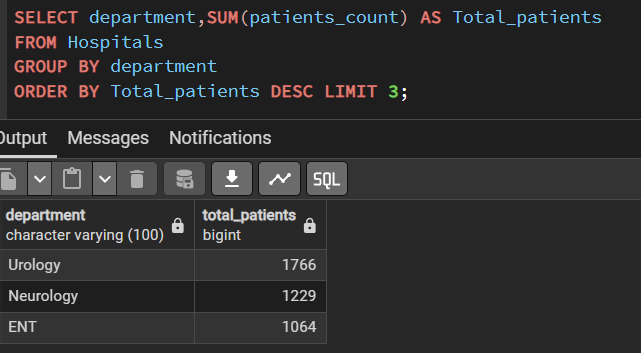 SELECT department,SUM(patients_count) AS Total_patients
FROM Hospitals
GROUP BY department
ORDER BY Total_patients DESC LIMIT 3;
Output Messages Notifications
SQL
department total_patients
character varying (100) bigint
Urology 1766
Neurology 1229
ENT 1064